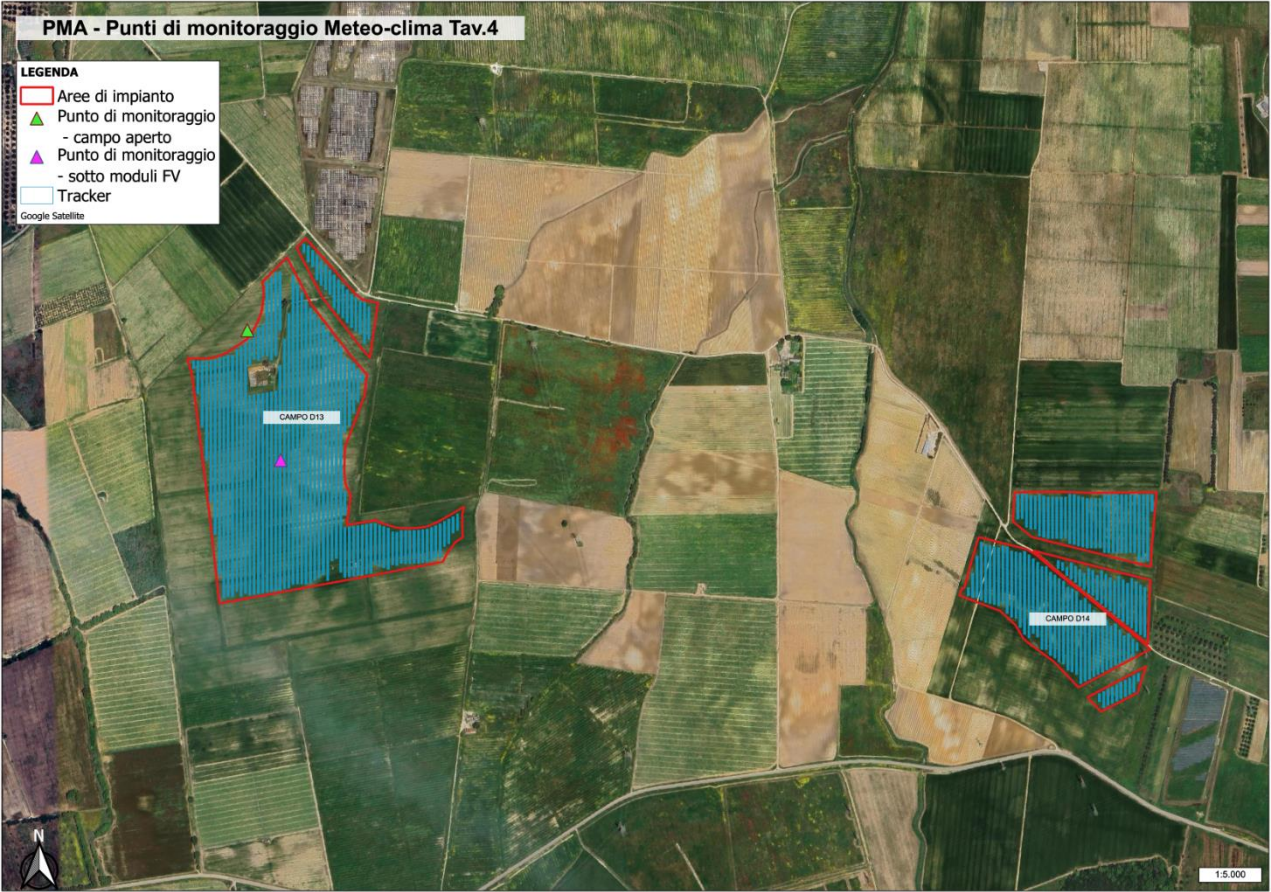 PMA - Punti di monitoraggio Meteo-clima Tav.4
LEGENDA
Aree di impianto
Punto di monitoraggio
- campo aperto
Punto di monitoraggio
- sotto moduli FV
Tracker
Google Satellite
CAMPO D13
CAMPO D14
N
1:5.000